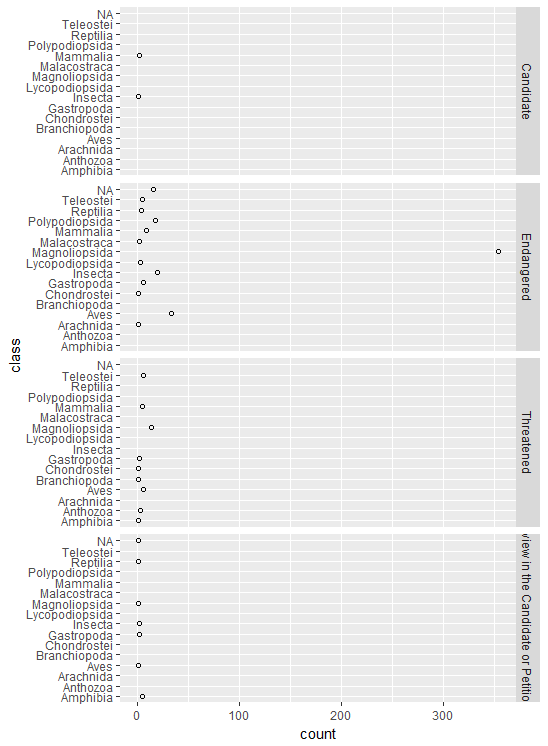 NA
Teleostei
Reptilia
Polypodiopsida
Mammalia
Malacostraca
Magnoliopsida
Lycopodiopsida
Insecta
Gastropoda
Chondrostei
Branchiopoda
Aves
Arachnida
Anthozoa
Amphibia
Candidate
NA
Teleostei
Reptilia
Polypodiopsida
Mammalia
Malacostraca
Magnoliopsida
Lycopodiopsida
Insecta
Gastropoda
Chondrostei
Branchiopoda
Aves
Arachnida
Anthozoa
Amphibia
Endangered
class
NA
Teleostei
Reptilia
Polypodiopsida
Mammalia
Malacostraca
Magnoliopsida
Lycopodiopsida
Insecta
Gastropoda
Chondrostei
Branchiopoda
Aves
Arachnida
Anthozoa
Amphibia
Threatened
NA
Teleostei
Reptilia
Polypodiopsida
Mammalia
Malacostraca
Magnoliopsida
Lycopodiopsida
Insecta
Gastropoda
Chondrostei
Branchiopoda
Aves
Arachnida
Anthozoa
Amphibia
view in the Candidate or Petitio
0 100 200 300
count